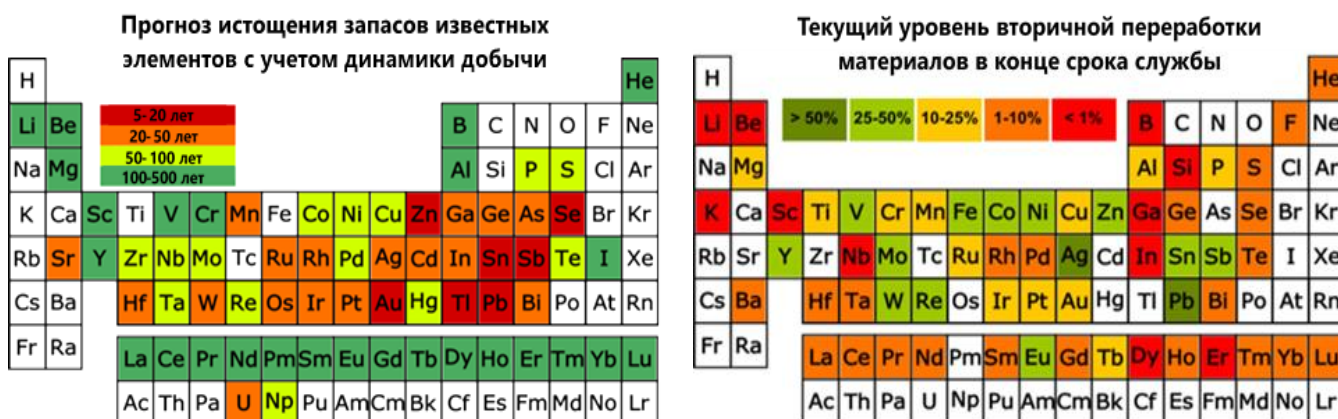 Прогноз истощения запасов известных
элементов с учетом динамики добычи
H He
Li Be B C N O F Ne
5-20 лет
20-50 лет
50-100 лет
100-500 лет
Na Mg Al Si P S Cl Ar
K Ca Sc Ti V Cr Mn Fe Co Ni Cu Zn Ga Ge As Se Br Kr
Rb Sr Y Zr Nb Mo Tc Ru Rh Pd Ag Cd In Sn Sb Te I Xe
Cs Ba Hf Ta W Re Os Ir Pt Au Hg Tl Pb Bi Po At Rn
Fr Ra
La Ce Pr Nd Pm Sm Eu Gd Tb Dy Ho Er Tm Yb Lu
Ac Th Pa U Np Pu Am Cm Bk Cf Es Fm Md No Lr
Текущий уровень вторичной переработки
материалов в конце срока службы
H He
> 50% 25-50% 10-25% 1-10% < 1%
Li Be B C N O F Ne
Na Mg Al Si P S Cl Ar
K Ca Sc Ti V Cr Mn Fe Co Ni Cu Zn Ga Ge As Se Br Kr
Rb Sr Y Zr Nb Mo Tc Ru Rh Pd Ag Cd In Sn Sb Te I Xe
Cs Ba Hf Ta W Re Os Ir Pt Au Hg Tl Pb Bi Po At Rn
Fr Ra
La Ce Pr Nd Pm Sm Eu Gd Tb Dy Ho Er Tm Yb Lu
Ac Th Pa U Np Pu Am Cm Bk Cf Es Fm Md No Lr